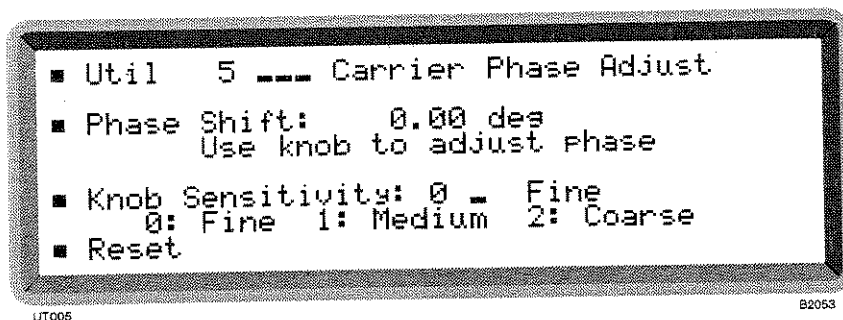 ▪ Util 5 ___ Carrier Phase Adjust
▪ Phase Shift: 0.00 deg
Use knob to adjust phase
▪ Knob Sensitivity: 0 _ Fine
0: Fine 1: Medium 2: Coarse
▪ Reset
UT005 B2053